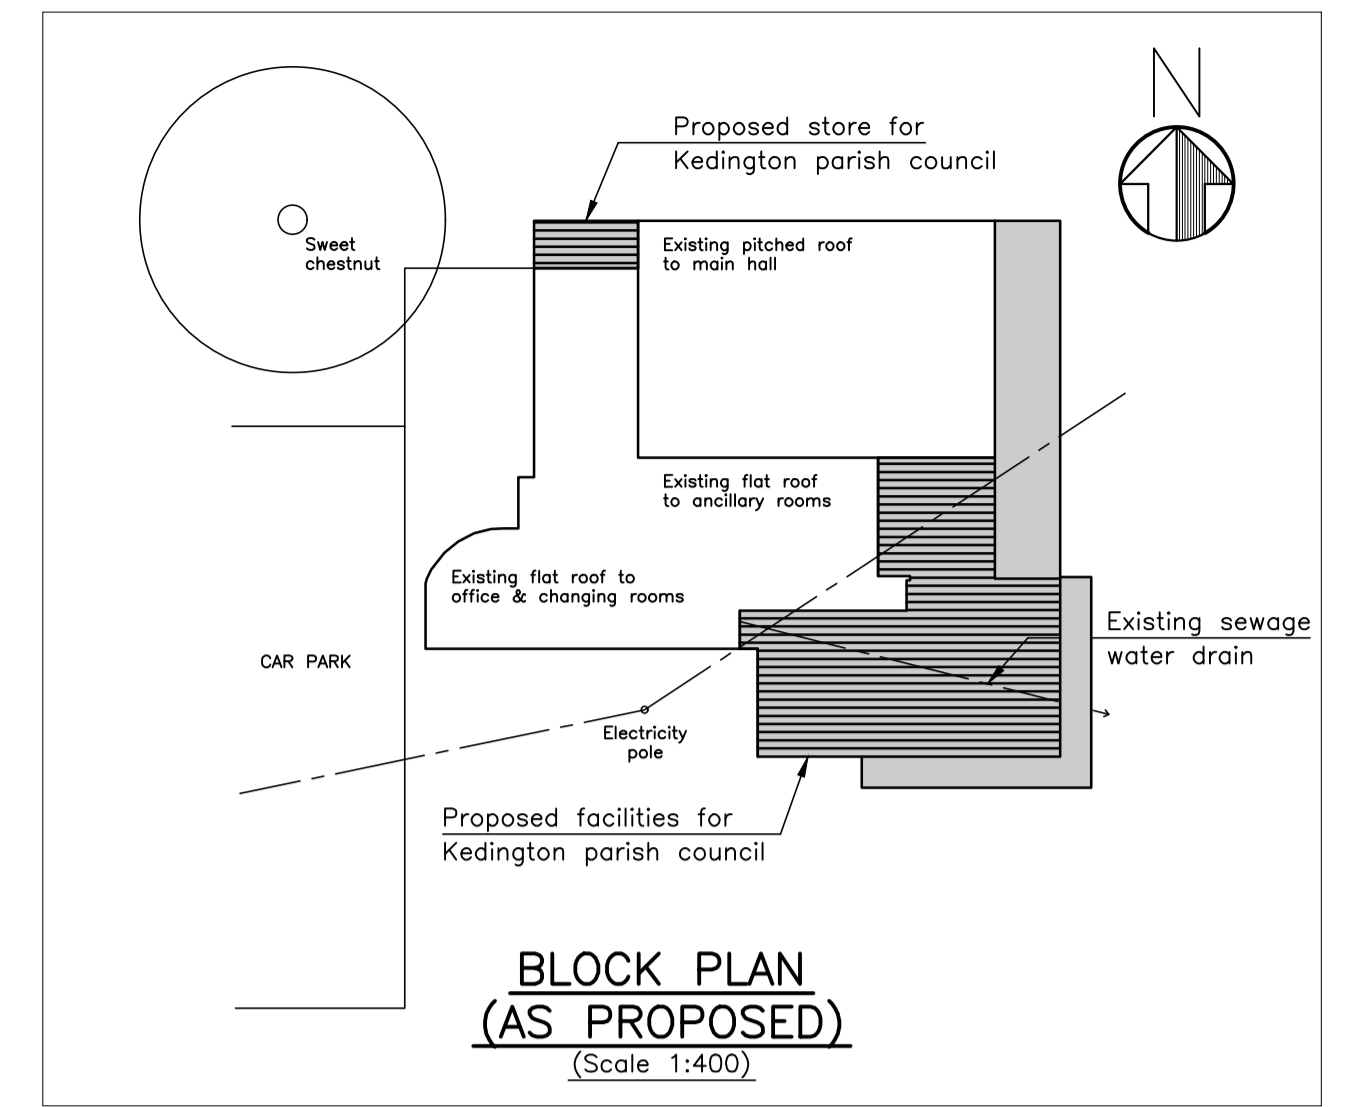 N
Proposed store for
Kedington parish council
Sweet
chestnut
Existing pitched roof
to main hall
Existing flat roof
to ancillary rooms
Existing flat roof to
office & changing rooms
Existing sewage
water drain
CAR PARK
Electricity
pole
Proposed facilities for
Kedington parish council
BLOCK PLAN
(AS PROPOSED)
(Scale 1:400)